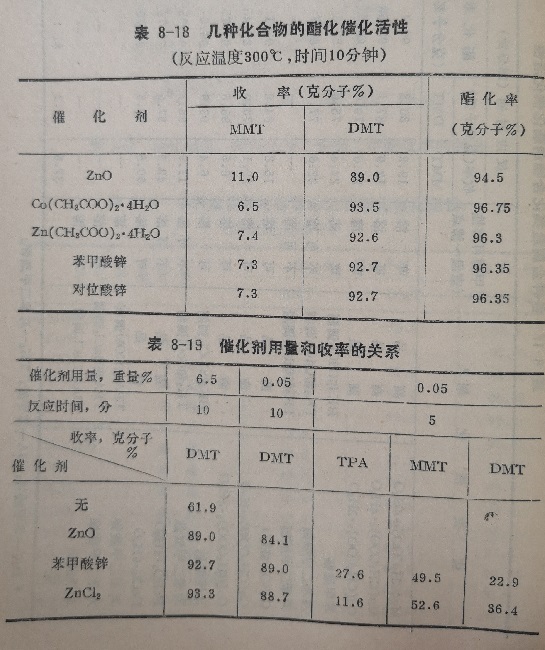 表 8-18 几种化合物的酯化催化活性
(反应温度300℃,时间10分钟)
催 化 剂 收 率(克分子%) 酯化率 (克分子%)
MMT DMT
ZnO 11.0 89.0 94.5
Co(CH₃COO)₂•4H₂O 6.5 93.5 96.75
Zn(CH₃COO)₂•4H₂O 7.4 92.6 96.3
苯甲酸锌 7.3 92.7 96.35
对位酸锌 7.3 92.7 96.35
表 8-19 催化剂用量和收率的关系
催化剂用量,重量% 6.5 0.05 0.05
反应时间,分 10 10 5
收率,克分子%
催化剂 DMT DMT TPA MMT DMT
无 61.9
ZnO 89.0 84.1
苯甲酸锌 92.7 89.0 27.6 49.5 22.9
ZnCl₂ 93.3 88.7 11.6 52.6 36.4